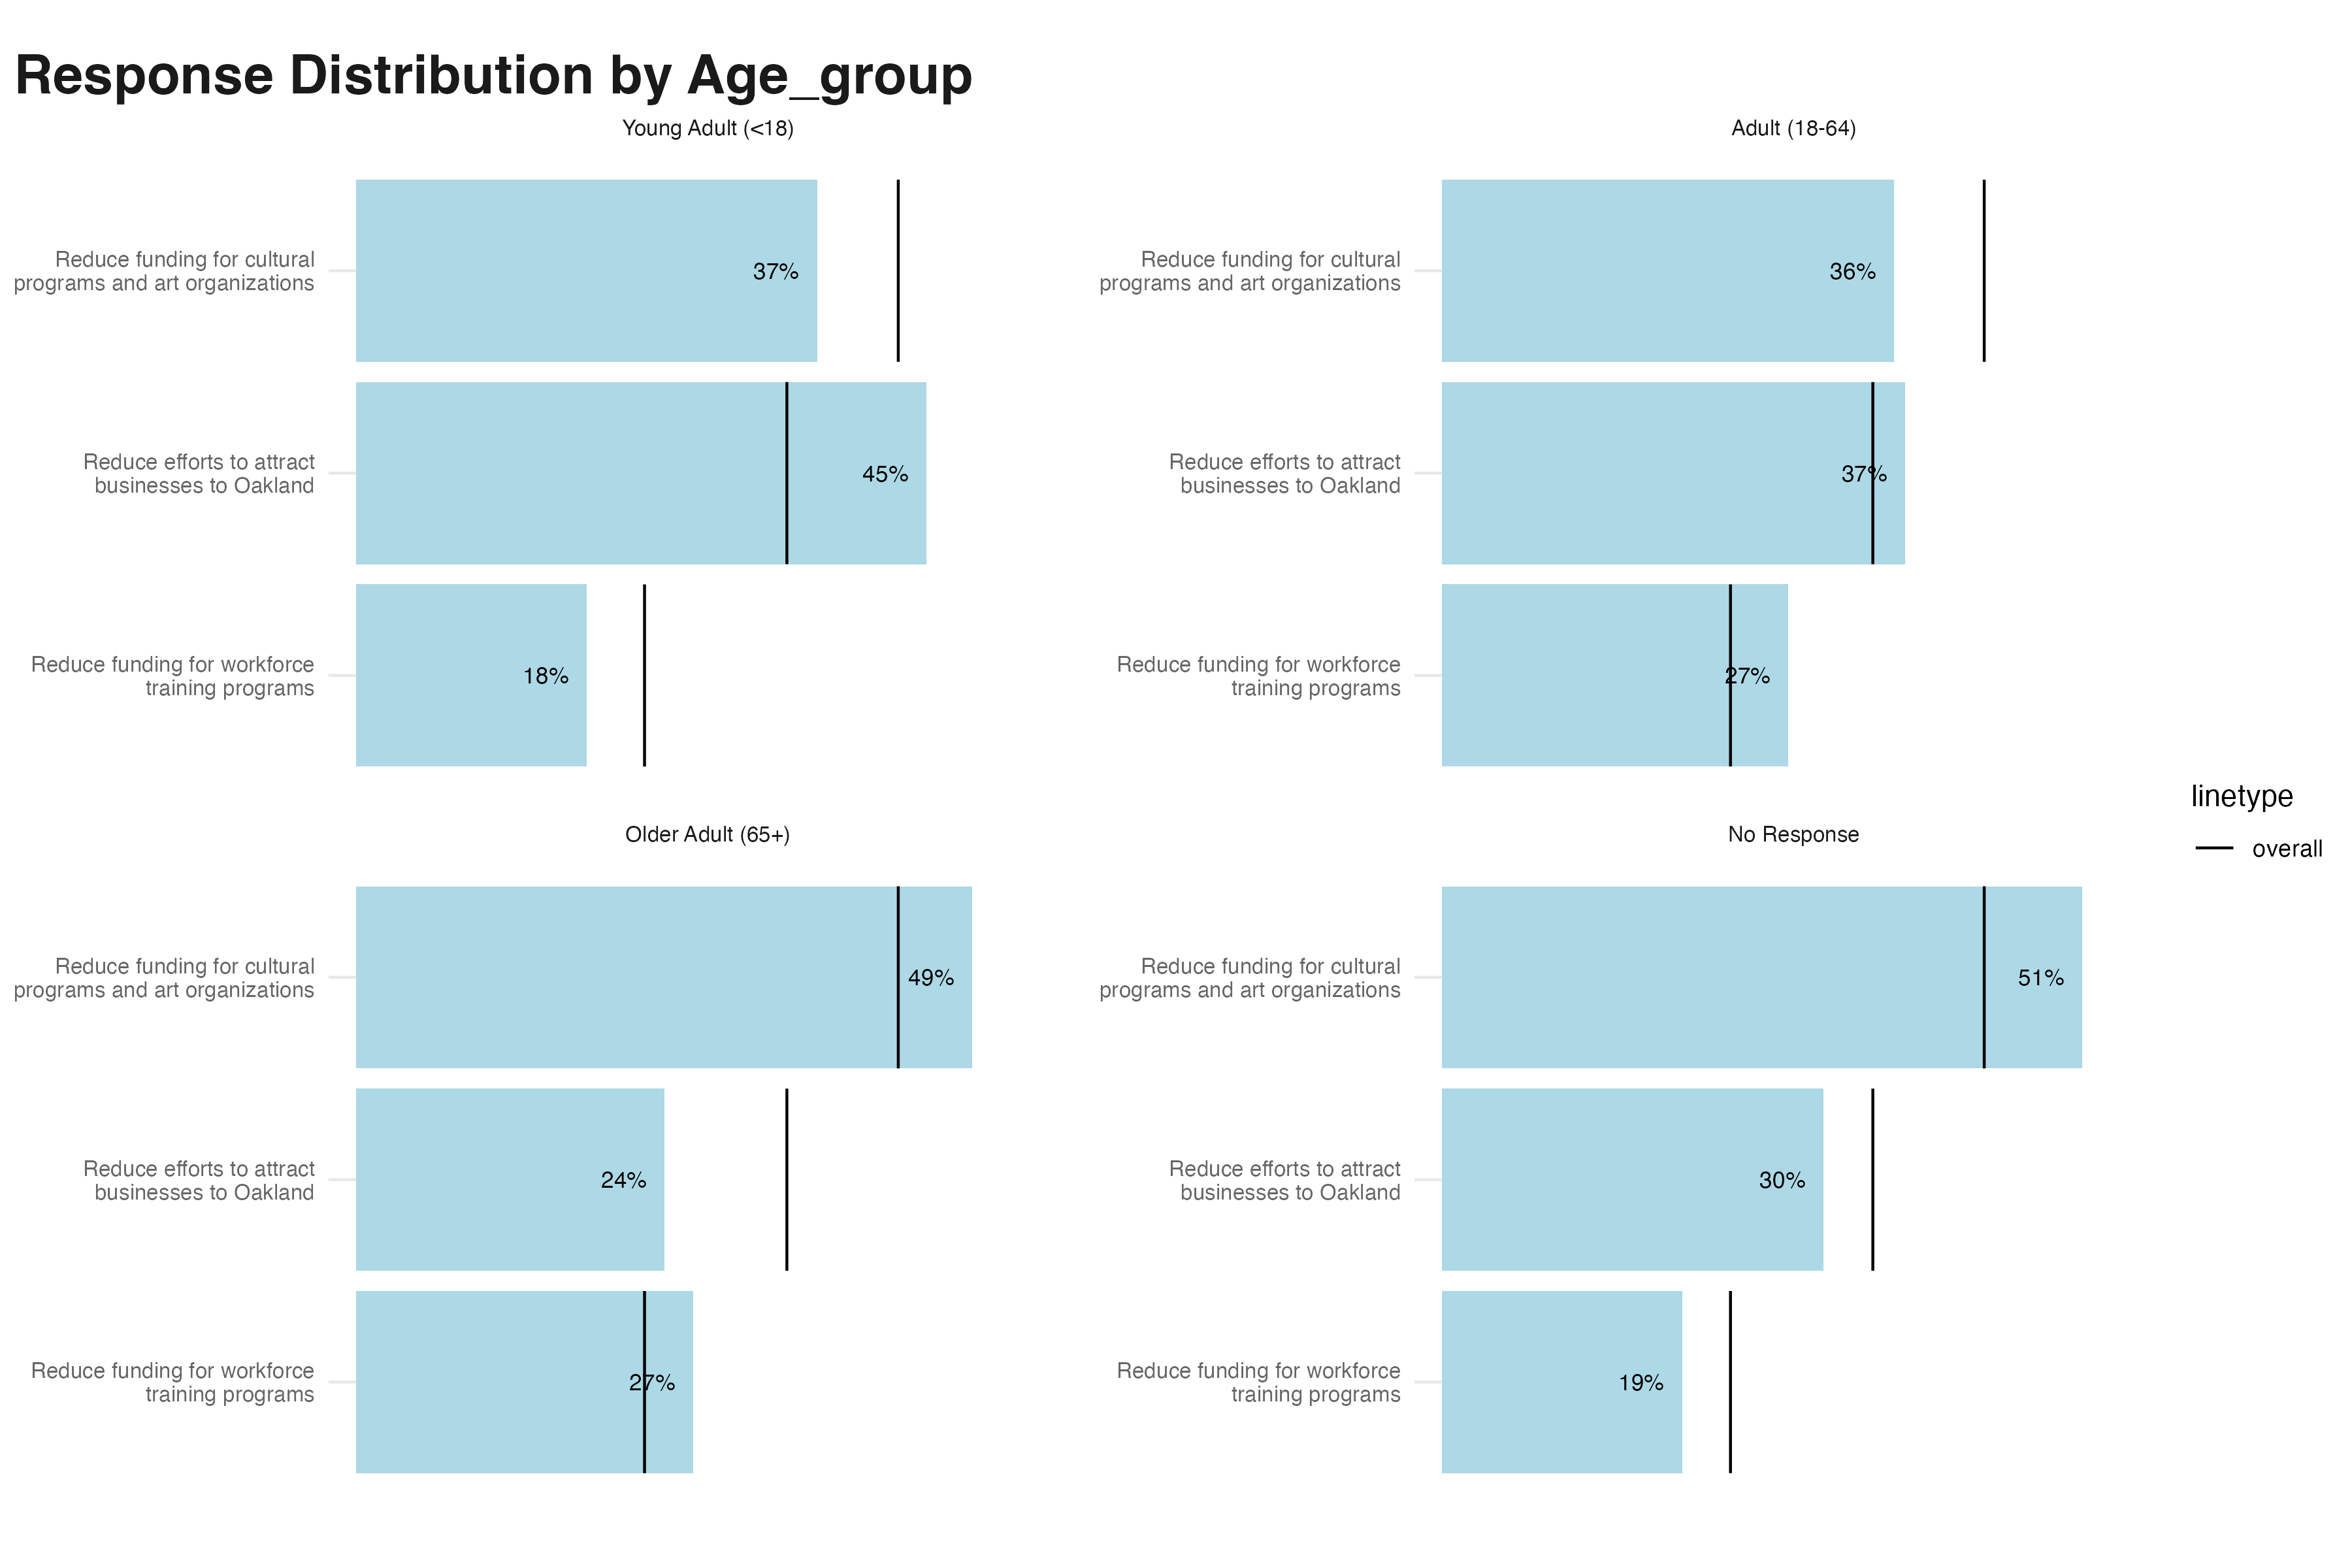 Response Distribution by Age_group
Young Adult (<18)
Reduce funding for cultural
programs and art organizations
37%
Reduce efforts to attract
businesses to Oakland
45%
Reduce funding for workforce
training programs
18%
Adult (18-64)
Reduce funding for cultural
programs and art organizations
36%
Reduce efforts to attract
businesses to Oakland
37%
Reduce funding for workforce
training programs
27%
Older Adult (65+)
Reduce funding for cultural
programs and art organizations
49%
Reduce efforts to attract
businesses to Oakland
24%
Reduce funding for workforce
training programs
27%
No Response
Reduce funding for cultural
programs and art organizations
51%
Reduce efforts to attract
businesses to Oakland
30%
Reduce funding for workforce
training programs
19%
linetype
overall